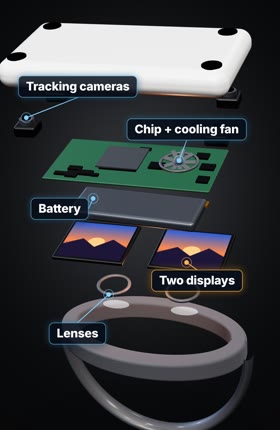 Tracking cameras
Chip + cooling fan
Battery
Two displays
Lenses